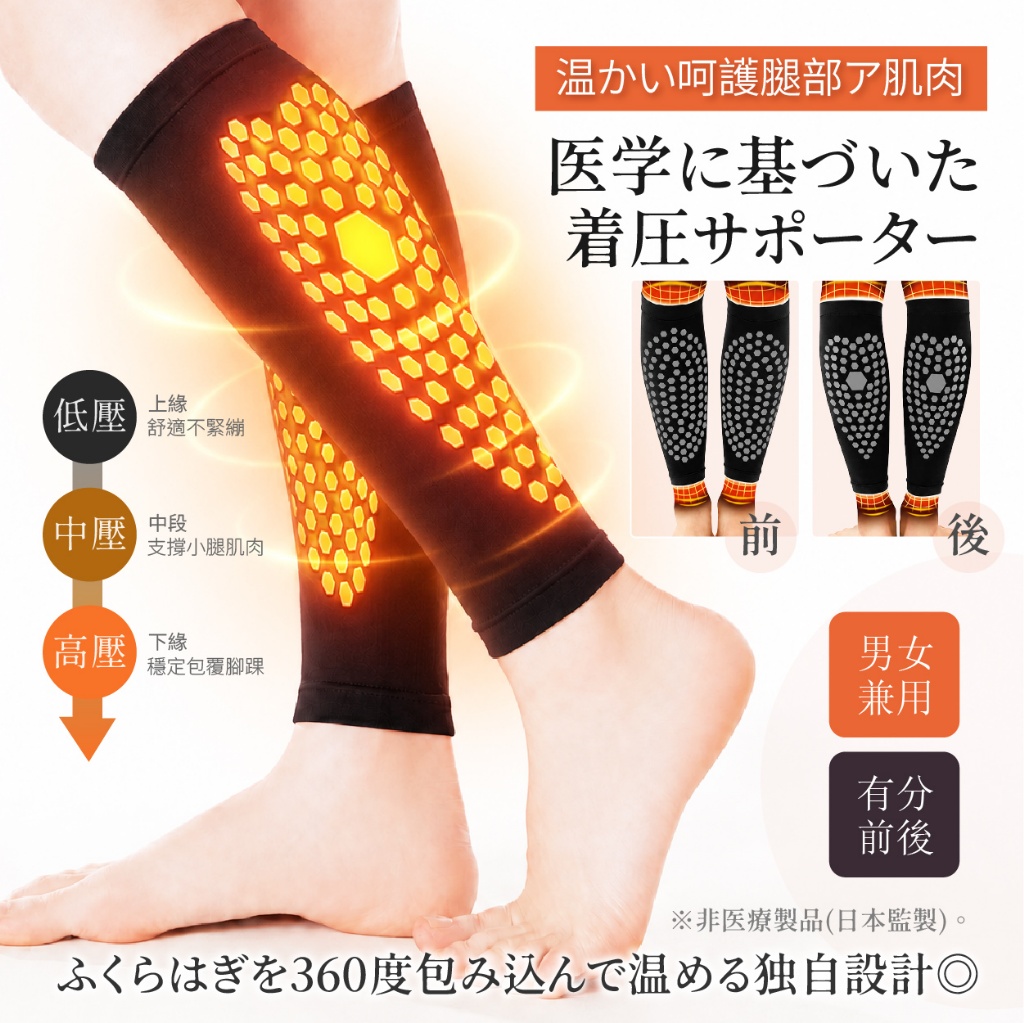 温かい呵護腿部ア肌肉
医学に基づいた
着圧サポーター
低壓
上緣
舒適不緊繃
中壓
中段
支撐小腿肌肉
高壓
下緣
穩定包覆腳踝
前
後
男女
兼用
有分
前後
※非医療製品(日本監製)。
ふくらはぎを360度包み込んで温める独自設計◎